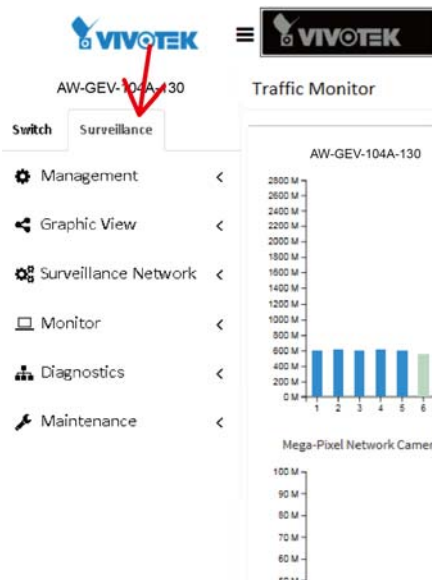 VIVOTEK
VIVOTEK
AW-GEV-104A-130
Traffic Monitor
Switch
Surveillance
Management
Graphic View
Surveillance Network
Monitor
Diagnostics
Maintenance
AW-GEV-104A-130
2800 M
2600 M
2400 M
2200 M
2000 M
1800 M
1600 M
1400 M
1200 M
1000 M
800 M
600 M
400 M
200 M
0 M
1 2 3 4 5 6
Mega-Pixel Network Camer
100 M
90 M
80 M
70 M
60 M